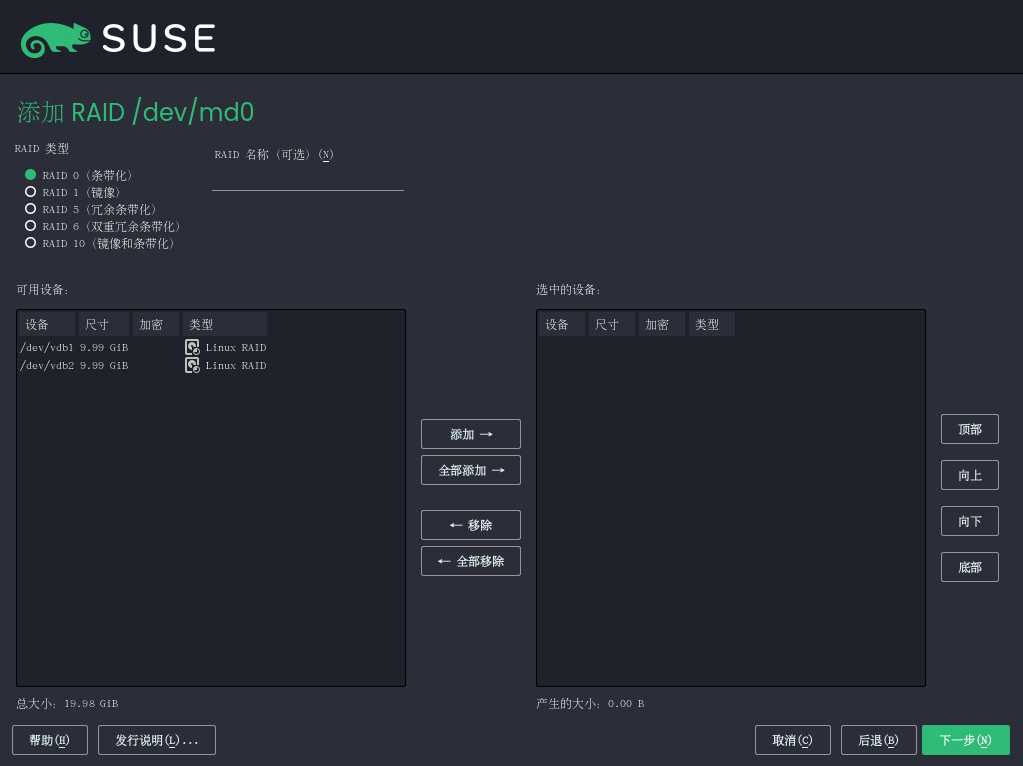 SUSE
添加 RAID /dev/md0
RAID 类型
RAID 名称（可选）(N)
RAID 0（条带化）
RAID 1（镜像）
RAID 5（冗余条带化）
RAID 6（双重冗余条带化）
RAID 10（镜像和条带化）
可用设备：
选中的设备：
设备 尺寸 加密 类型
/dev/vdb1 9.99 GiB Linux RAID
/dev/vdb2 9.99 GiB Linux RAID
设备 尺寸 加密 类型
添加 →
全部添加 →
← 移除
← 全部移除
顶部
向上
向下
底部
总大小：19.98 GiB
产生的大小：0.00 B
帮助(H)
发行说明(L)...
取消(C)
后退(B)
下一步(N)